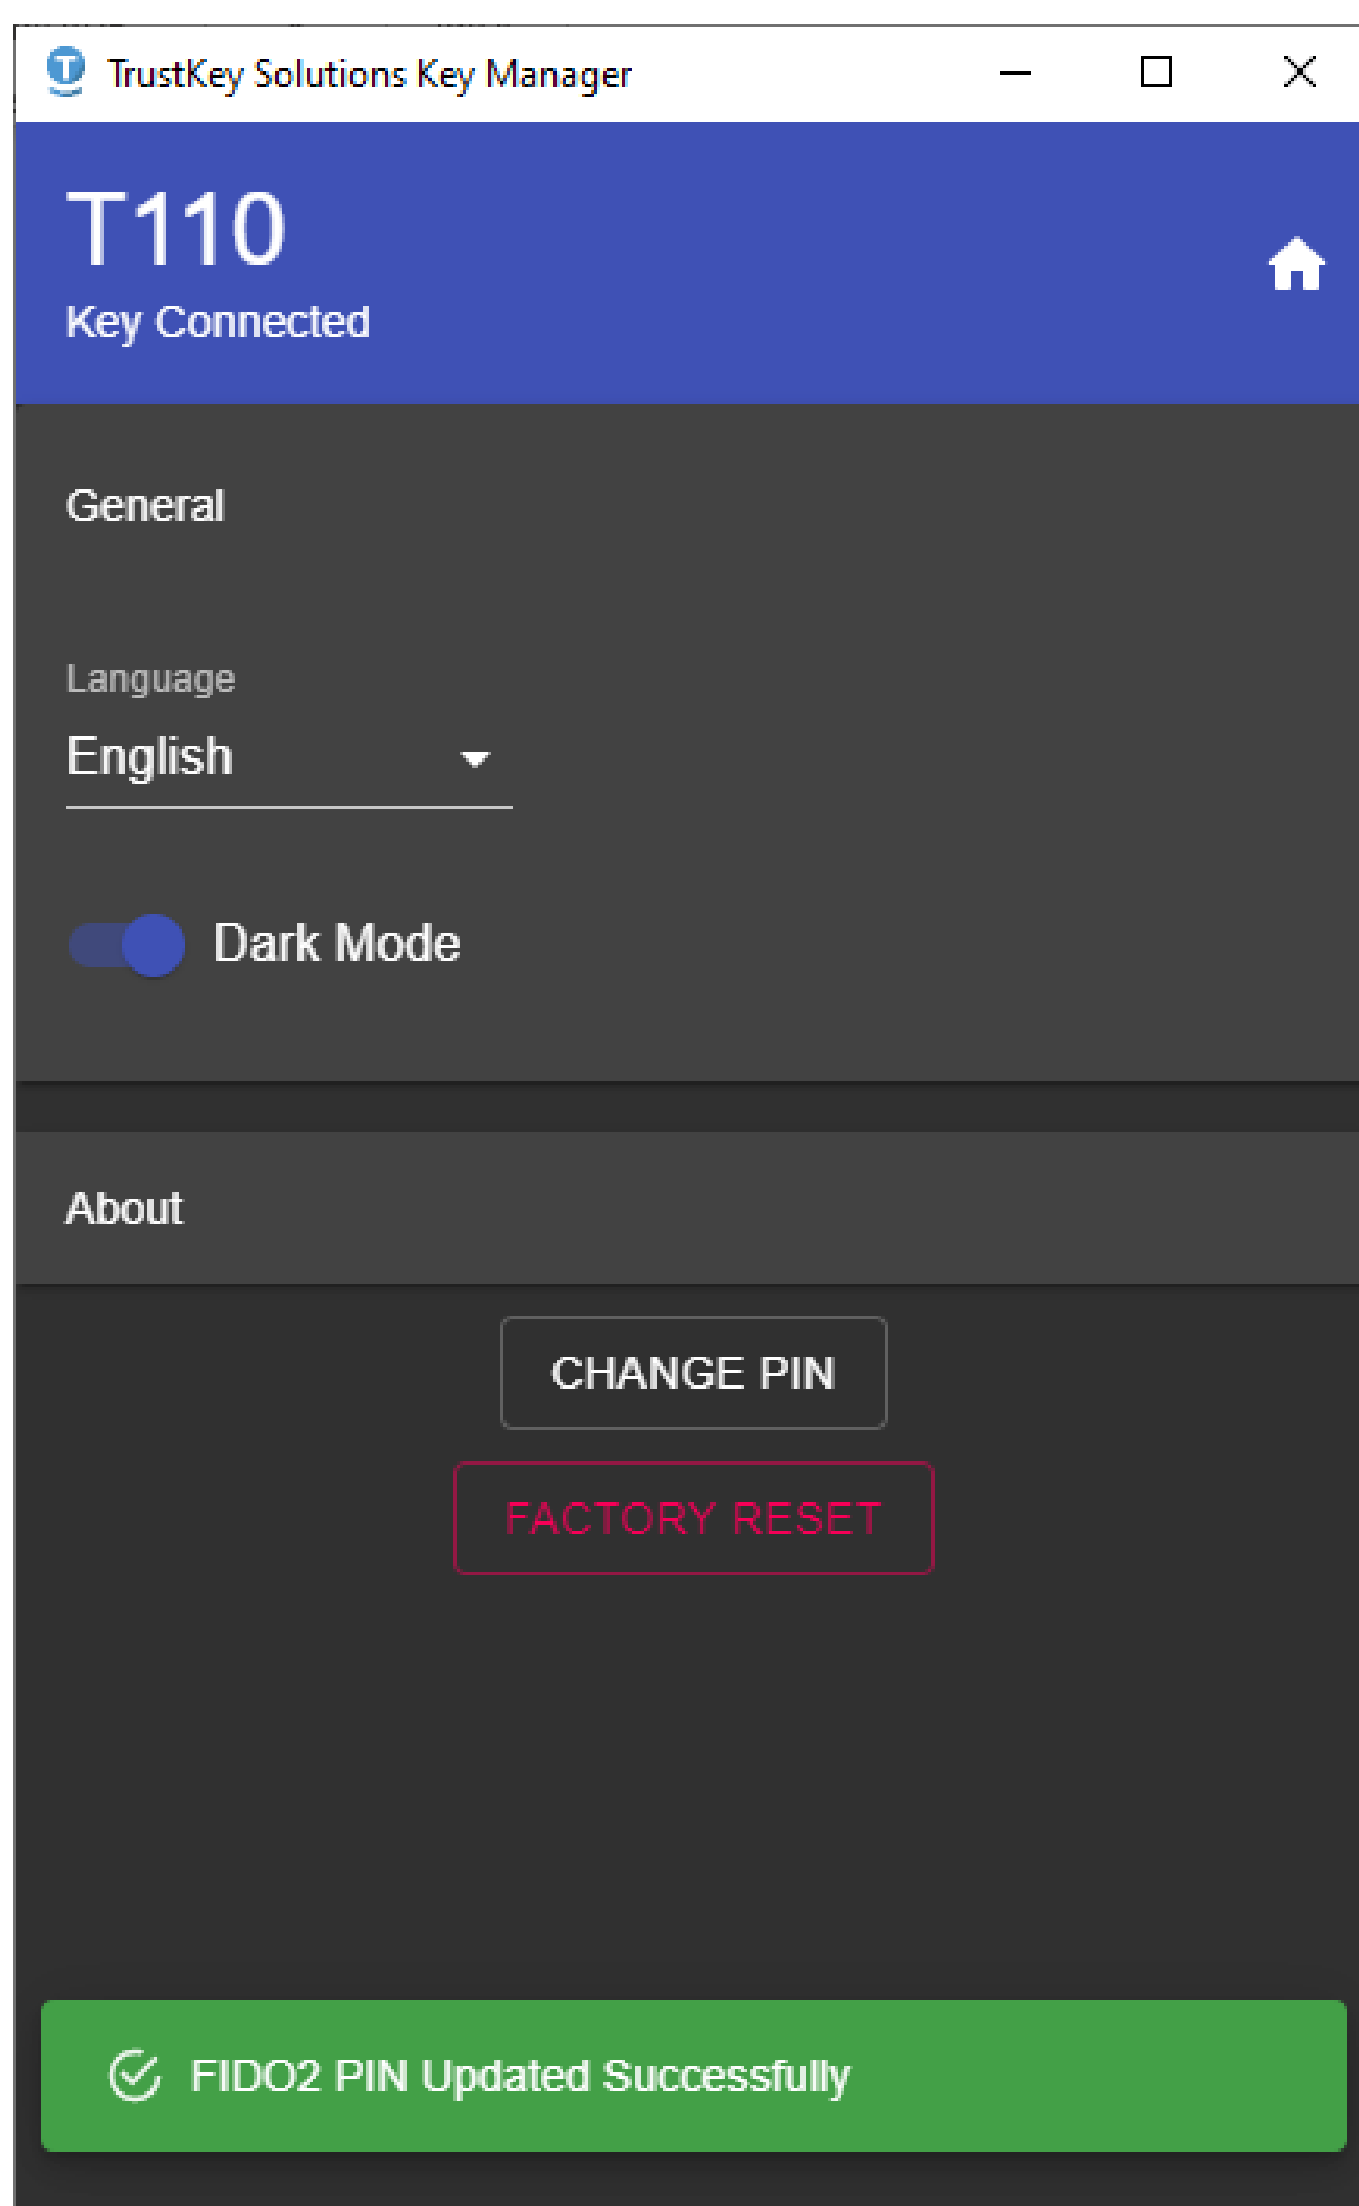 TrustKey Solutions Key Manager
T110
Key Connected
General
Language
English
Dark Mode
About
CHANGE PIN
FACTORY RESET
FIDO2 PIN Updated Successfully